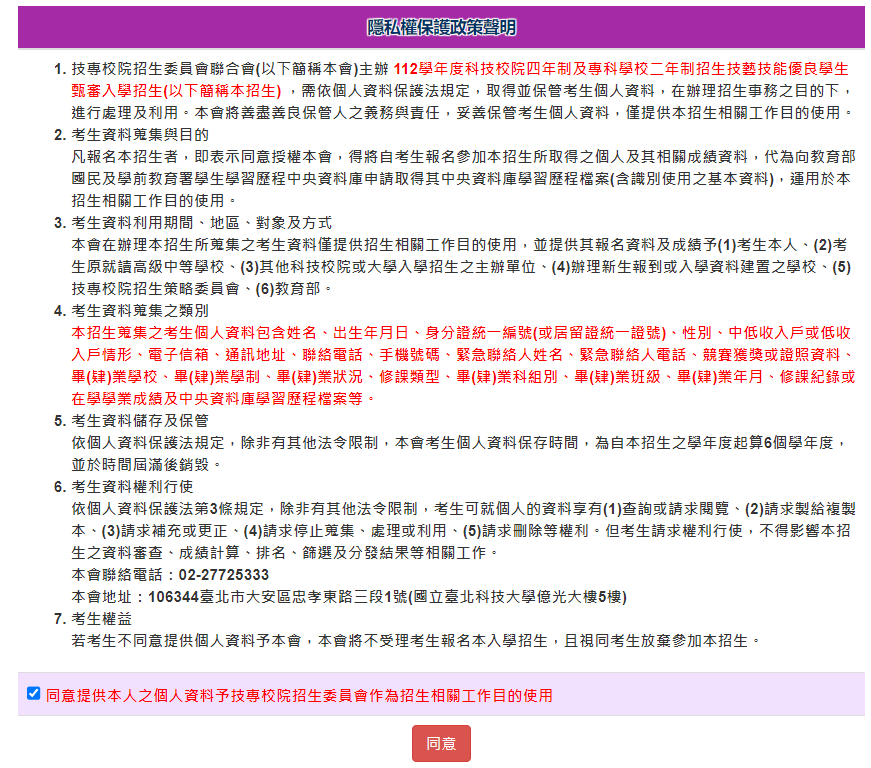 隱私權保護政策聲明
1. 技專校院招生委員會聯合會(以下簡稱本會)主辦 112學年度科技校院四年制及專科學校二年制招生技藝技能優良學生
甄審入學招生(以下簡稱本招生) ，需依個人資料保護法規定，取得並保管考生個人資料，在辦理招生事務之目的下，
進行處理及利用。本會將善盡善良保管人之義務與責任，妥善保管考生個人資料，僅提供本招生相關工作目的使用。
2. 考生資料蒐集與目的
凡報名本招生者，即表示同意授權本會，得將自考生報名參加本招生所取得之個人及其相關成績資料，代為向教育部
國民及學前教育署學生學習歷程中央資料庫申請取得其中央資料庫學習歷程檔案(含識別使用之基本資料)，運用於本
招生相關工作目的使用。
3. 考生資料利用期間、地區、對象及方式
本會在辦理本招生所蒐集之考生資料僅提供招生相關工作目的使用，並提供其報名資料及成績予(1)考生本人、(2)考
生原就讀高級中等學校、(3)其他科技校院或大學入學招生之主辦單位、(4)辦理新生報到或入學資料建置之學校、(5)
技專校院招生策略委員會、(6)教育部。
4. 考生資料蒐集之類別
本招生蒐集之考生個人資料包含姓名、出生年月日、身分證統一編號(或居留證統一證號)、性別、中低收入戶或低收
入戶情形、電子信箱、通訊地址、聯絡電話、手機號碼、緊急聯絡人姓名、緊急聯絡人電話、競賽獲獎或證照資料、
畢(肄)業學校、畢(肄)業學制、畢(肄)業狀況、修課類型、畢(肄)業科組別、畢(肄)業班級、畢(肄)業年月、修課紀錄或
在學學業成績及中央資料庫學習歷程檔案等。
5. 考生資料儲存及保管
依個人資料保護法規定，除非有其他法令限制，本會考生個人資料保存時間，為自本招生之學年度起算6個學年度，
並於時間屆滿後銷毀。
6. 考生資料權利行使
依個人資料保護法第3條規定，除非有其他法令限制，考生可就個人的資料享有(1)查詢或請求閱覽、(2)請求製給複製
本、(3)請求補充或更正、(4)請求停止蒐集、處理或利用、(5)請求刪除等權利。但考生請求權利行使，不得影響本招
生之資料審查、成績計算、排名、篩選及分發結果等相關工作。
本會聯絡電話：02-27725333
本會地址：106344臺北市大安區忠孝東路三段1號(國立臺北科技大學億光大樓5樓)
7. 考生權益
若考生不同意提供個人資料予本會，本會將不受理考生報名本入學招生，且視同考生放棄參加本招生。
同意提供本人之個人資料予技專校院招生委員會作為招生相關工作目的使用
同意